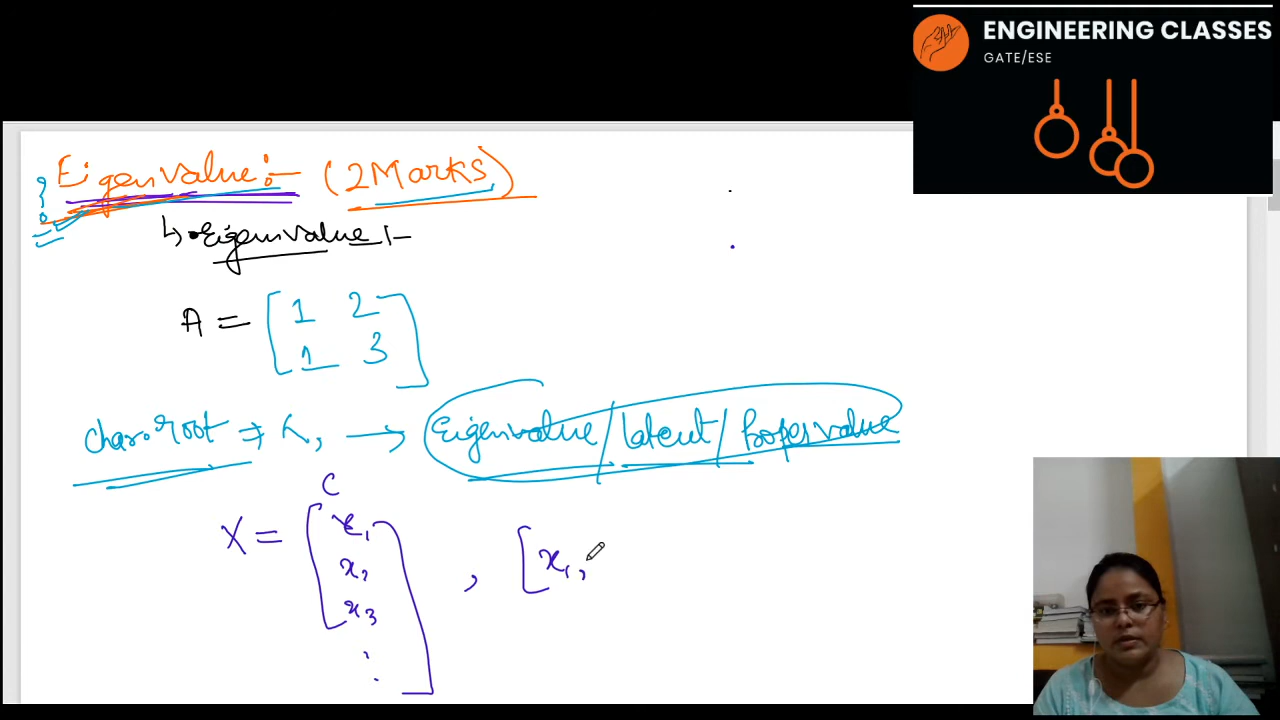 ENGINEERING CLASSES
GATE/ESE
Eigenvalue:- (2Marks)
↳ •Eigenvalue :-
A = [1 2
1 3]
char. root ⇒ λ, → Eigenvalue/latent/Proper value
C
X = [x₁
x₂
x₃
⋮] , [x₁,